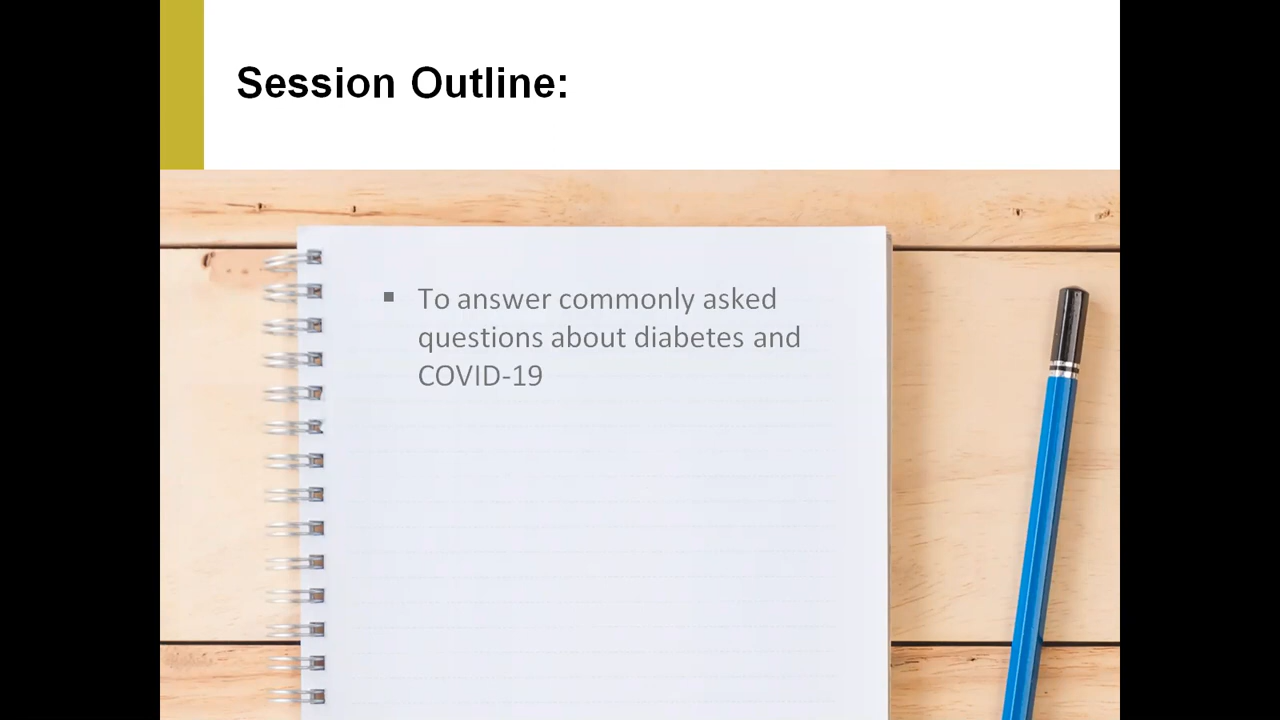 Session Outline:
▪ To answer commonly asked
questions about diabetes and
COVID-19